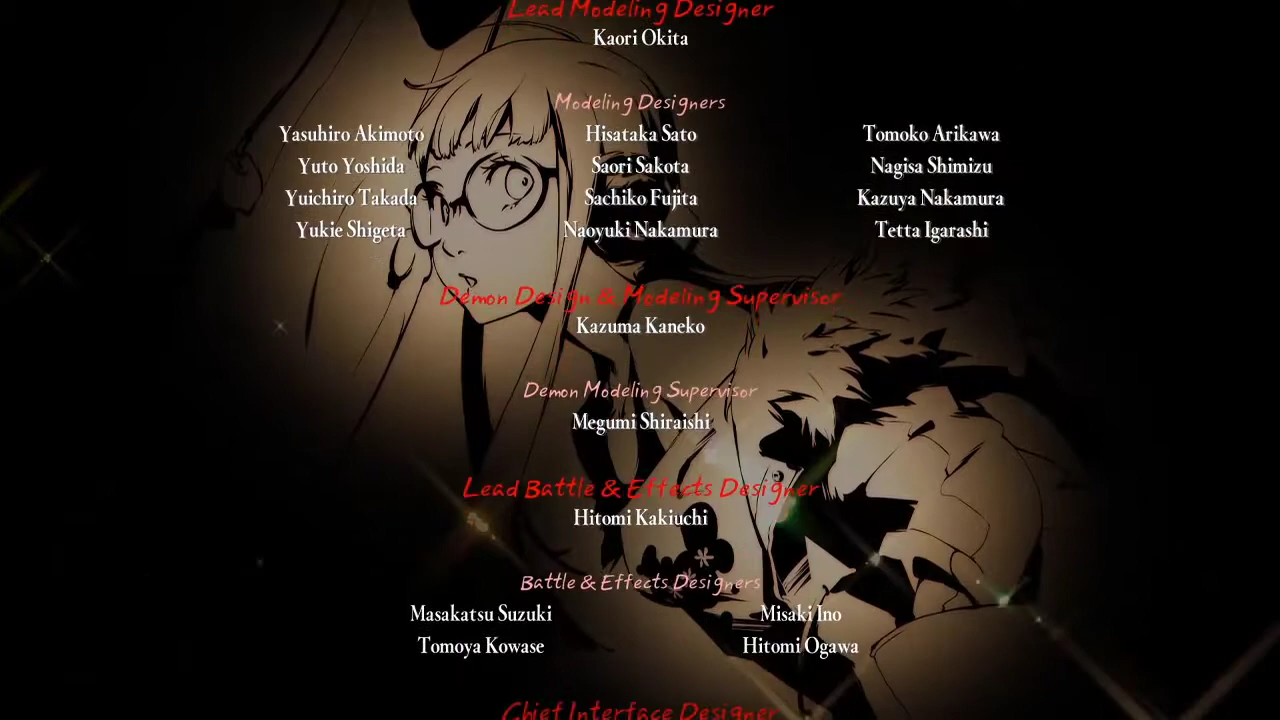 Lead Modeling Designer
Kaori Okita
Modeling Designers
Yasuhiro Akimoto Hisataka Sato Tomoko Arikawa
Yuto Yoshida Saori Sakota Nagisa Shimizu
Yuichiro Takada Sachiko Fujita Kazuya Nakamura
Yukie Shigeta Naoyuki Nakamura Tetta Igarashi
Demon Design & Modeling Supervisor
Kazuma Kaneko
Demon Modeling Supervisor
Megumi Shiraishi
Lead Battle & Effects Designer
Hitomi Kakiuchi
Battle & Effects Designers
Masakatsu Suzuki Misaki Ino
Tomoya Kowase Hitomi Ogawa
Chief Interface Designer